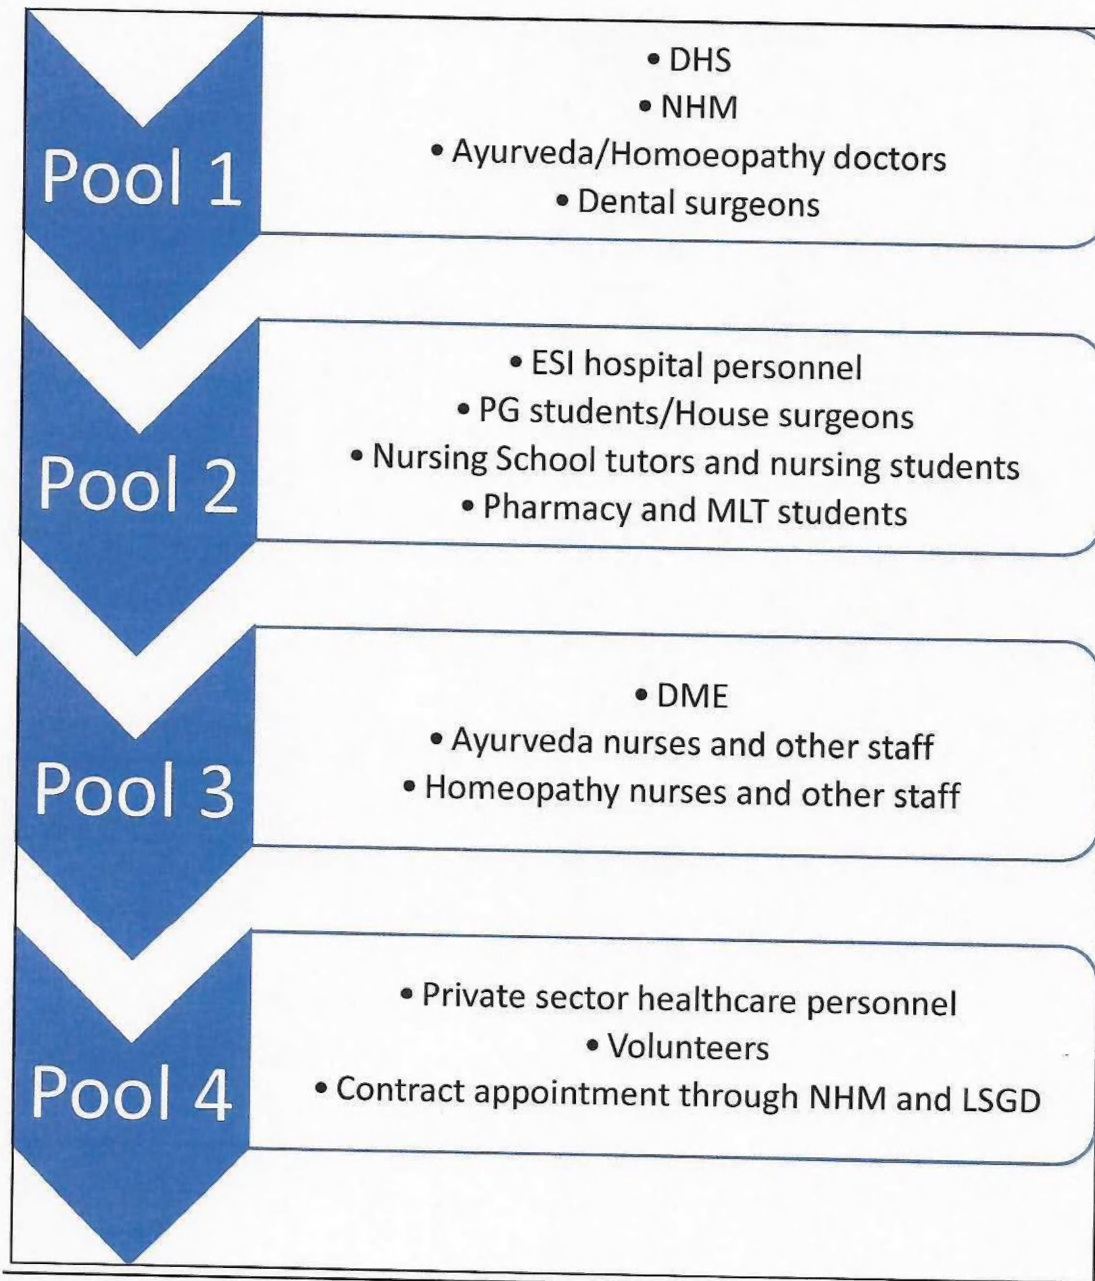 Pool 1
• DHS
• NHM
• Ayurveda/Homoeopathy doctors
• Dental surgeons
Pool 2
• ESI hospital personnel
• PG students/House surgeons
• Nursing School tutors and nursing students
• Pharmacy and MLT students
Pool 3
• DME
• Ayurveda nurses and other staff
• Homeopathy nurses and other staff
Pool 4
• Private sector healthcare personnel
• Volunteers
• Contract appointment through NHM and LSGD